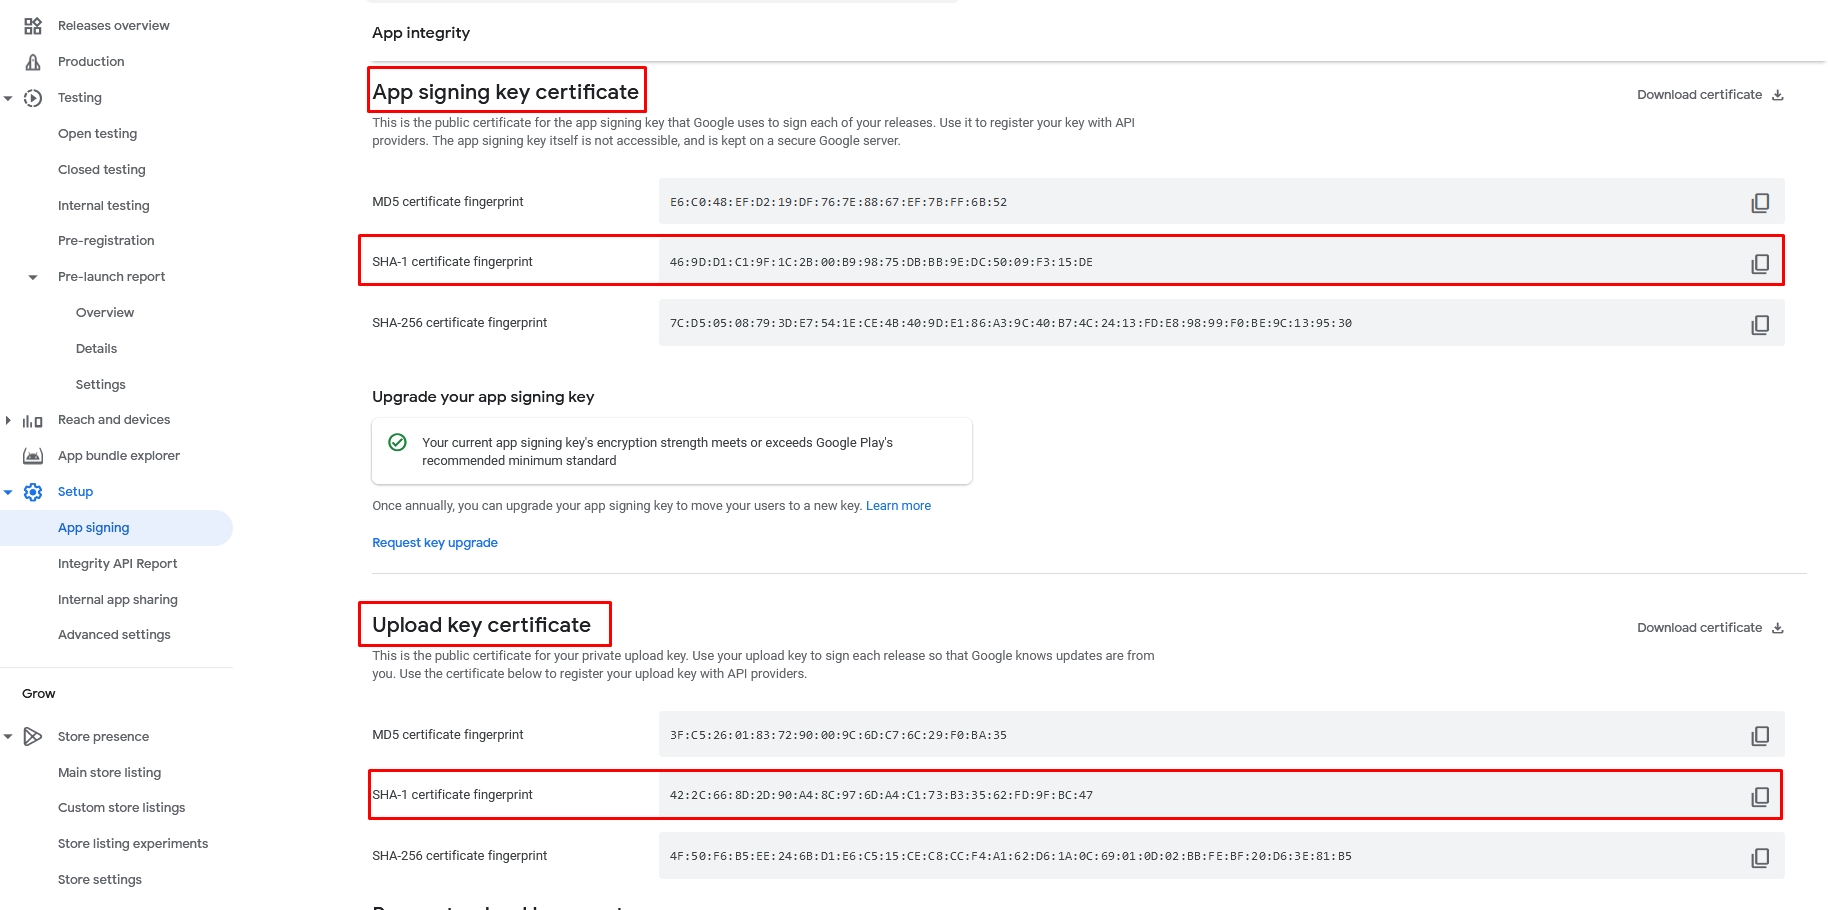 Releases overview
Production
Testing
Open testing
Closed testing
Internal testing
Pre-registration
Pre-launch report
Overview
Details
Settings
Reach and devices
App bundle explorer
Setup
App signing
Integrity API Report
Internal app sharing
Advanced settings
Grow
Store presence
Main store listing
Custom store listings
Store listing experiments
Store settings
App integrity
App signing key certificate
Download certificate
This is the public certificate for the app signing key that Google uses to sign each of your releases. Use it to register your key with API
providers. The app signing key itself is not accessible, and is kept on a secure Google server.
MD5 certificate fingerprint
E6:C0:48:EF:D2:19:DF:76:7E:88:67:EF:7B:FF:6B:52
SHA-1 certificate fingerprint
46:9D:D1:C1:9F:1C:2B:00:B9:98:75:DB:BB:9E:DC:50:09:F3:15:DE
SHA-256 certificate fingerprint
7C:D5:05:08:79:3D:E7:54:1E:CE:4B:40:9D:E1:86:A3:9C:40:B7:4C:24:13:FD:E8:98:99:F0:BE:9C:13:95:30
Upgrade your app signing key
Your current app signing key's encryption strength meets or exceeds Google Play's
recommended minimum standard
Once annually, you can upgrade your app signing key to move your users to a new key. Learn more
Request key upgrade
Upload key certificate
Download certificate
This is the public certificate for your private upload key. Use your upload key to sign each release so that Google knows updates are from
you. Use the certificate below to register your upload key with API providers.
MD5 certificate fingerprint
3F:C5:26:01:83:72:90:00:9C:6D:C7:6C:29:F0:BA:35
SHA-1 certificate fingerprint
42:2C:66:8D:2D:90:A4:8C:97:6D:A4:C1:73:B3:35:62:FD:9F:BC:47
SHA-256 certificate fingerprint
4F:50:F6:B5:EE:24:6B:D1:E6:C5:15:CE:C8:CC:F4:A1:62:D6:1A:0C:69:01:0D:02:BB:FE:BF:20:D6:3E:81:B5